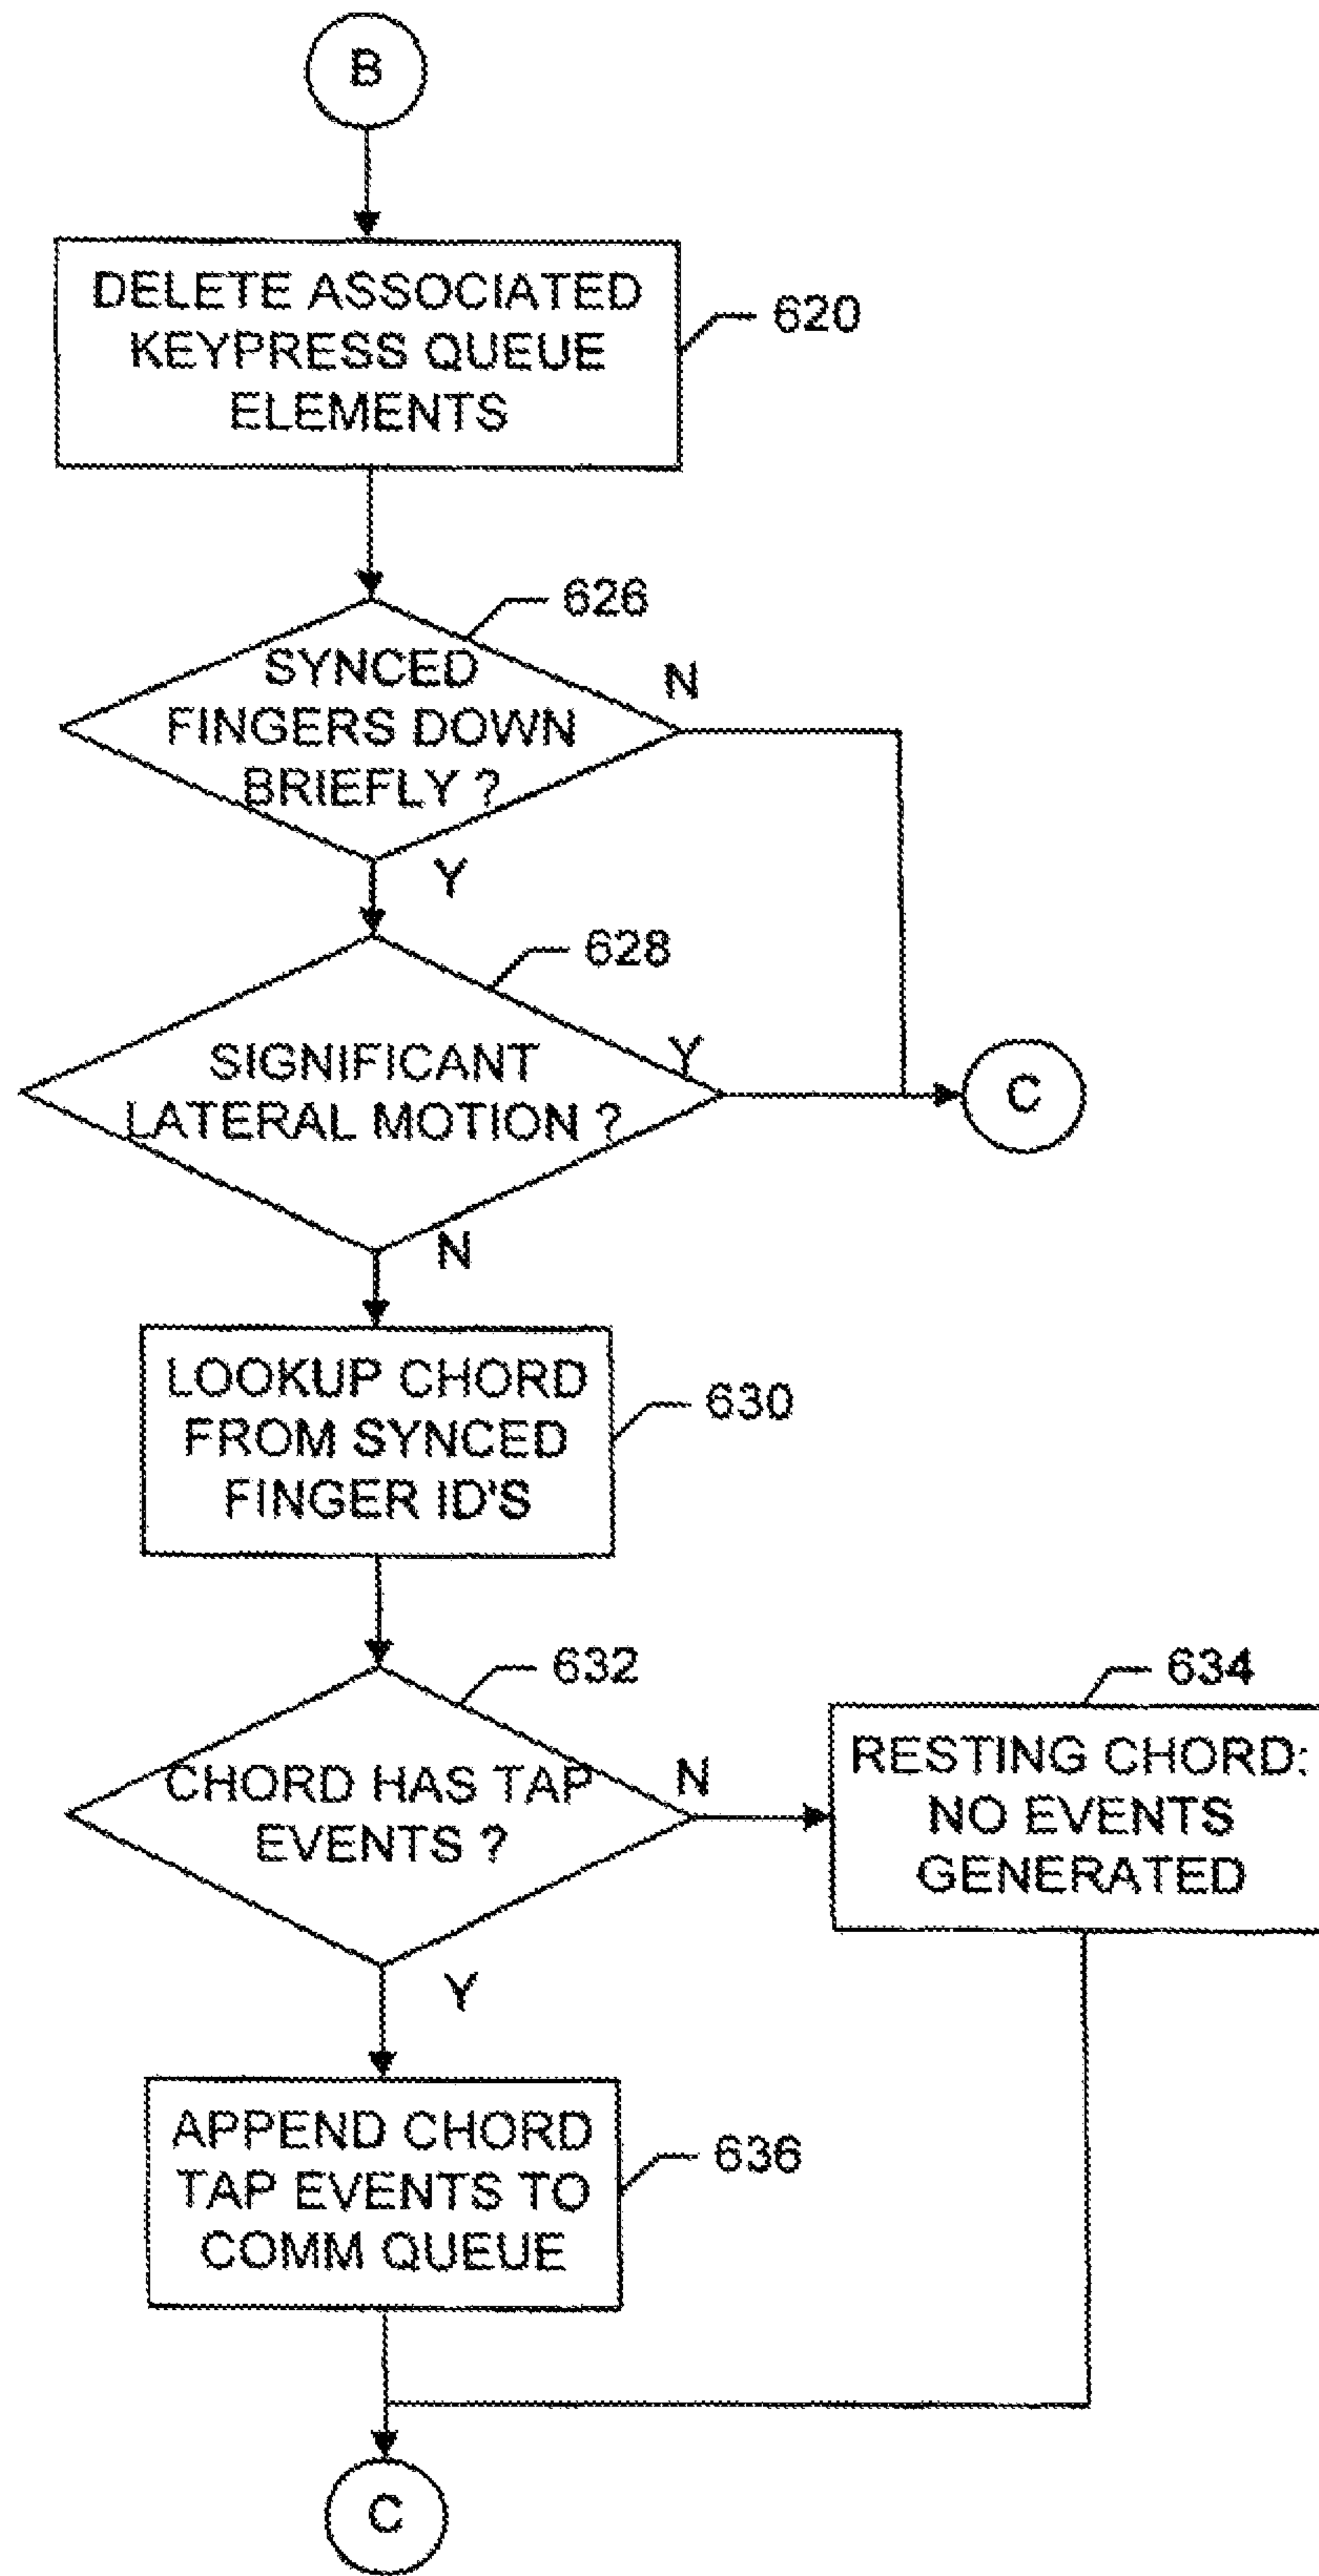 B
DELETE ASSOCIATED
KEYPRESS QUEUE
ELEMENTS
620
626
SYNCED
FINGERS DOWN
BRIEFLY ?
N
Y
628
SIGNIFICANT
LATERAL MOTION ?
Y
C
N
LOOKUP CHORD
FROM SYNCED
FINGER ID'S
630
632
CHORD HAS TAP
EVENTS ?
N
634
RESTING CHORD:
NO EVENTS
GENERATED
Y
APPEND CHORD
TAP EVENTS TO
COMM QUEUE
636
C